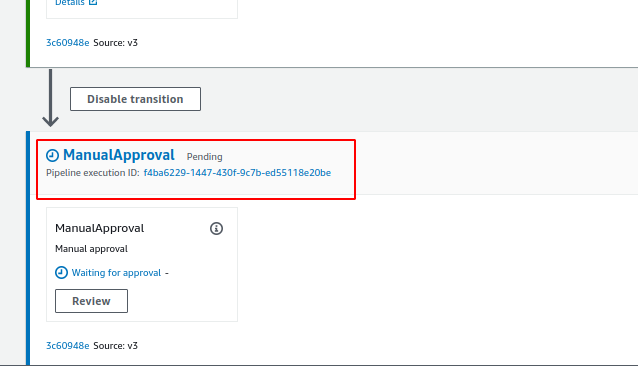 Details
3c60948e Source: v3
Disable transition
ManualApproval Pending
Pipeline execution ID: f4ba6229-1447-430f-9c7b-ed55118e20be
ManualApproval
Manual approval
Waiting for approval -
Review
3c60948e Source: v3